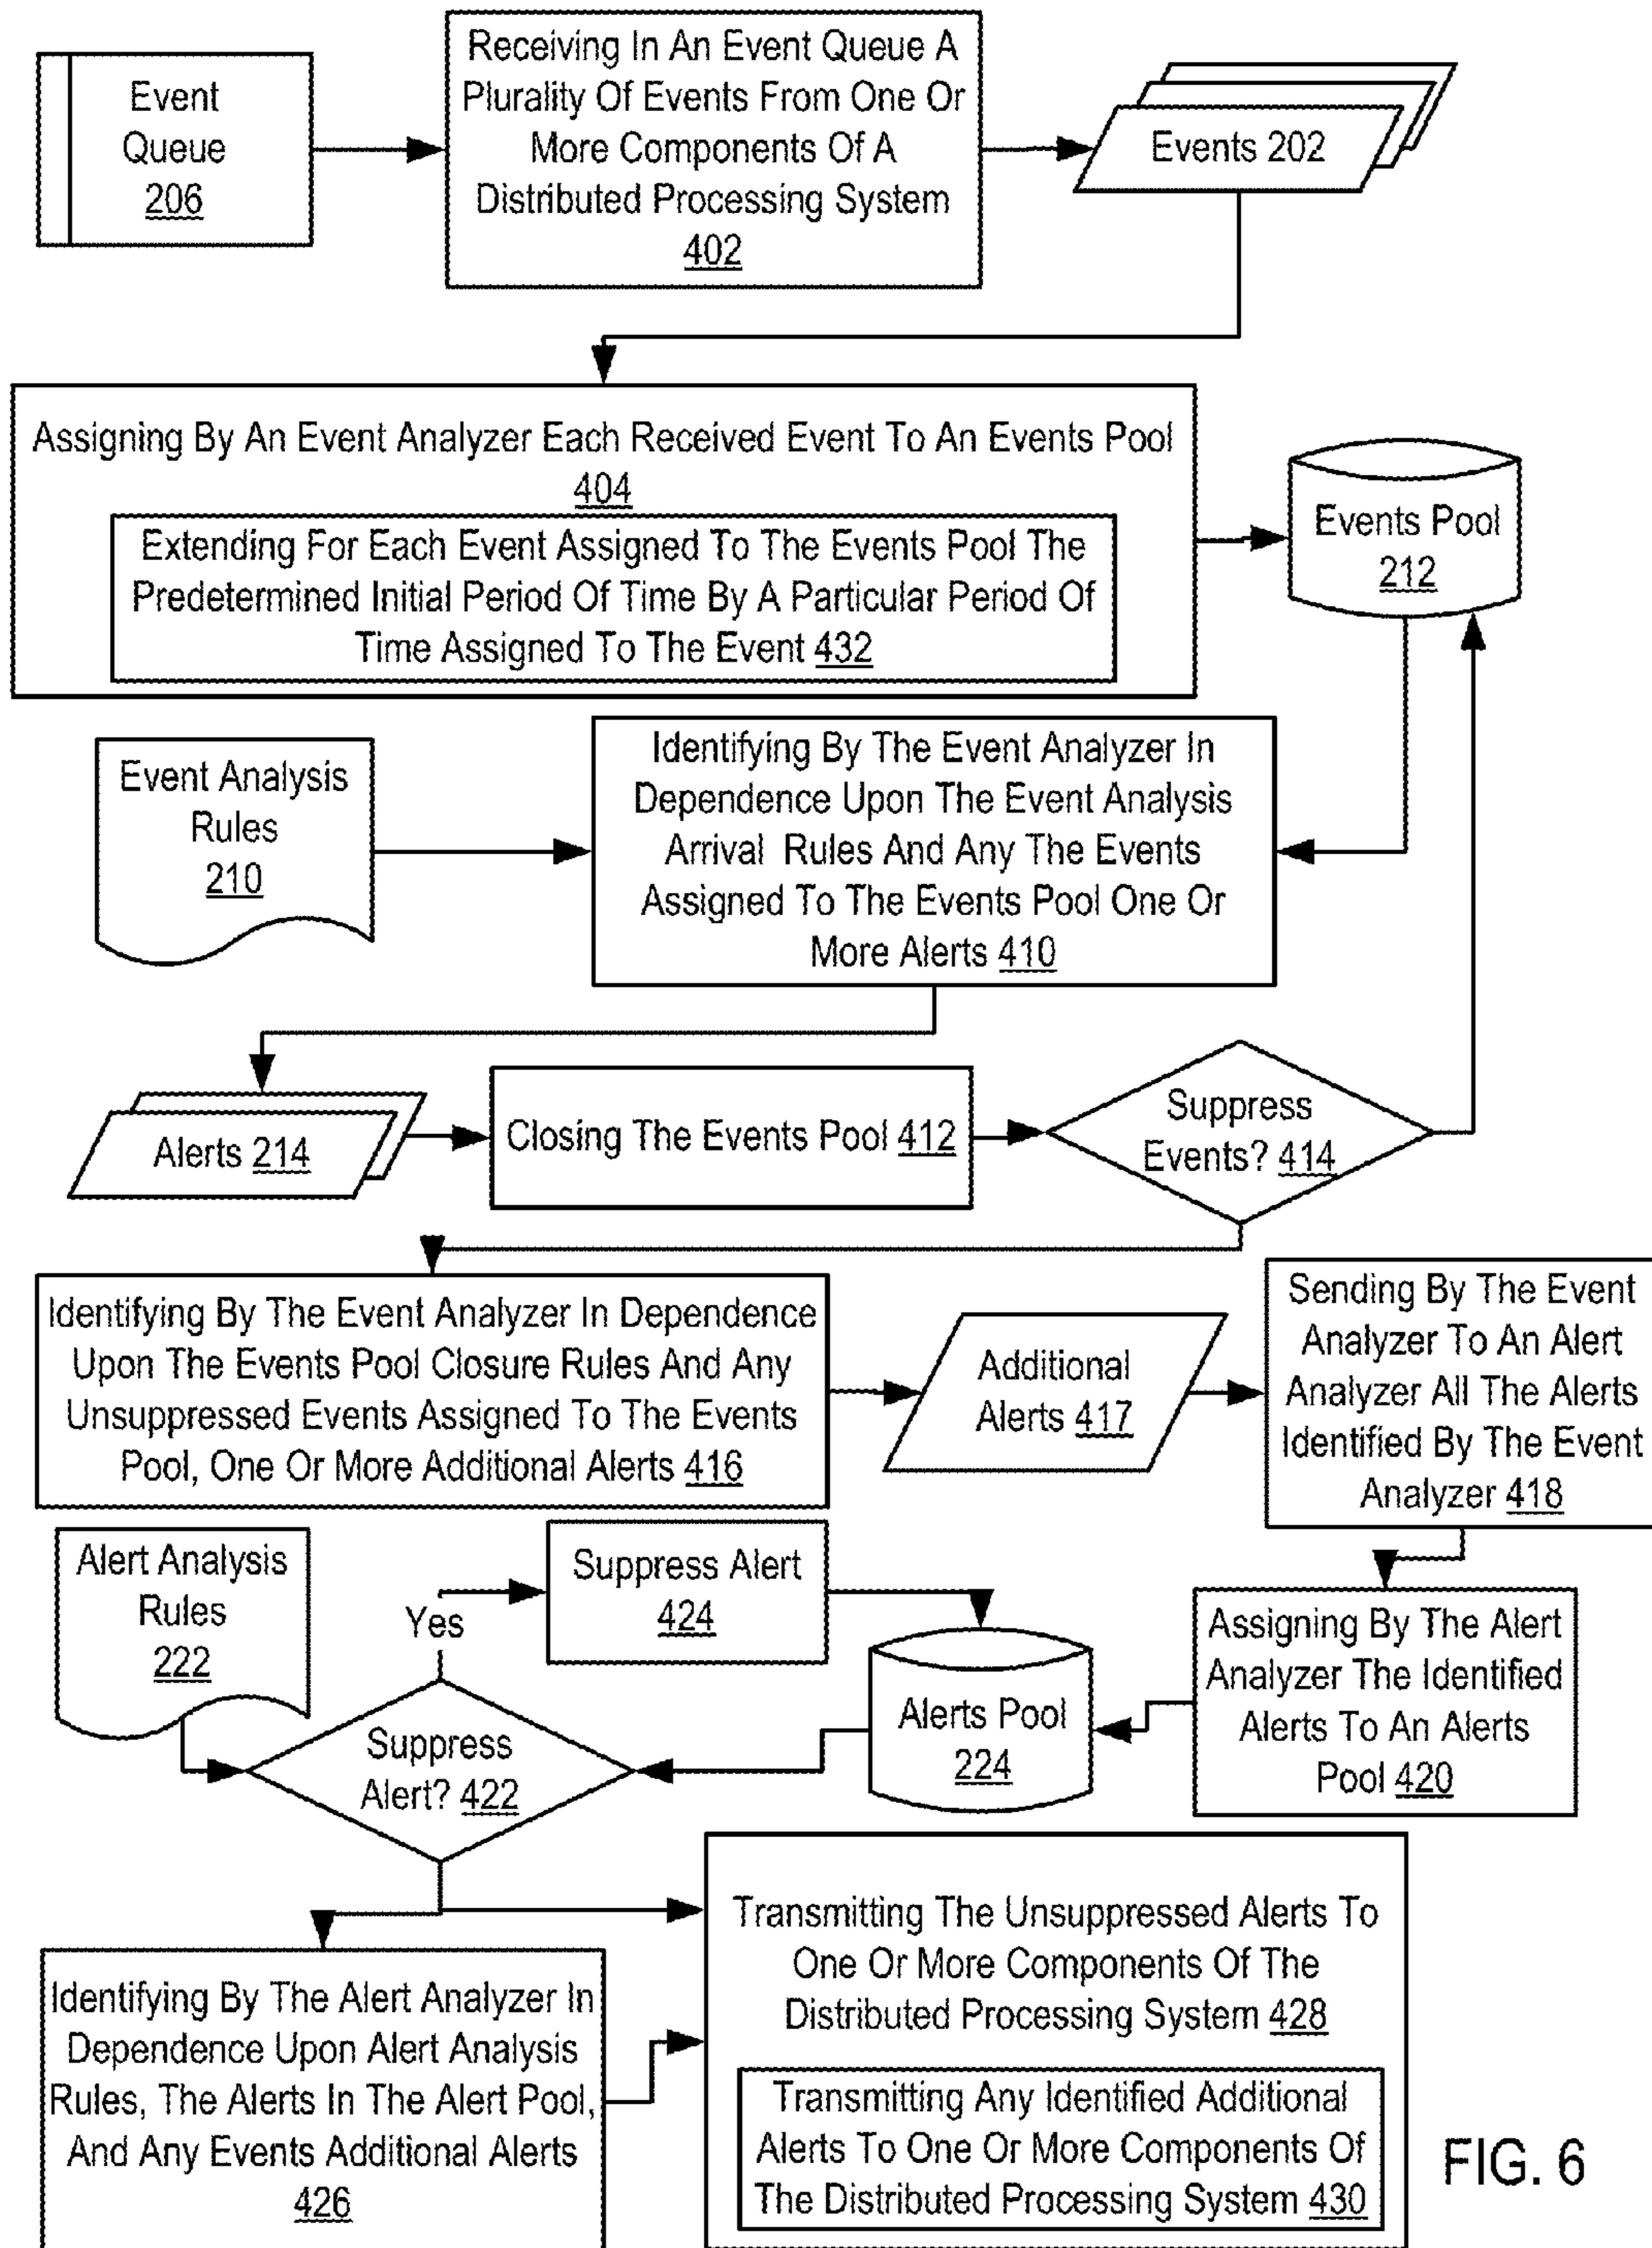 Event
Queue
206
Receiving In An Event Queue A
Plurality Of Events From One Or
More Components Of A
Distributed Processing System
402
Events 202
Assigning By An Event Analyzer Each Received Event To An Events Pool
404
Extending For Each Event Assigned To The Events Pool The
Predetermined Initial Period Of Time By A Particular Period Of
Time Assigned To The Event 432
Events Pool
212
Event Analysis
Rules
210
Identifying By The Event Analyzer In
Dependence Upon The Event Analysis
Arrival Rules And Any The Events
Assigned To The Events Pool One Or
More Alerts 410
Alerts 214
Closing The Events Pool 412
Suppress
Events? 414
Identifying By The Event Analyzer In Dependence
Upon The Events Pool Closure Rules And Any
Unsuppressed Events Assigned To The Events
Pool, One Or More Additional Alerts 416
Additional
Alerts 417
Sending By The Event
Analyzer To An Alert
Analyzer All The Alerts
Identified By The Event
Analyzer 418
Alert Analysis
Rules
222
Yes
Suppress Alert
424
Alerts Pool
224
Assigning By The Alert
Analyzer The Identified
Alerts To An Alerts
Pool 420
Suppress
Alert? 422
Identifying By The Alert Analyzer In
Dependence Upon Alert Analysis
Rules, The Alerts In The Alert Pool,
And Any Events Additional Alerts
426
Transmitting The Unsuppressed Alerts To
One Or More Components Of The
Distributed Processing System 428
Transmitting Any Identified Additional
Alerts To One Or More Components Of
The Distributed Processing System 430
FIG. 6